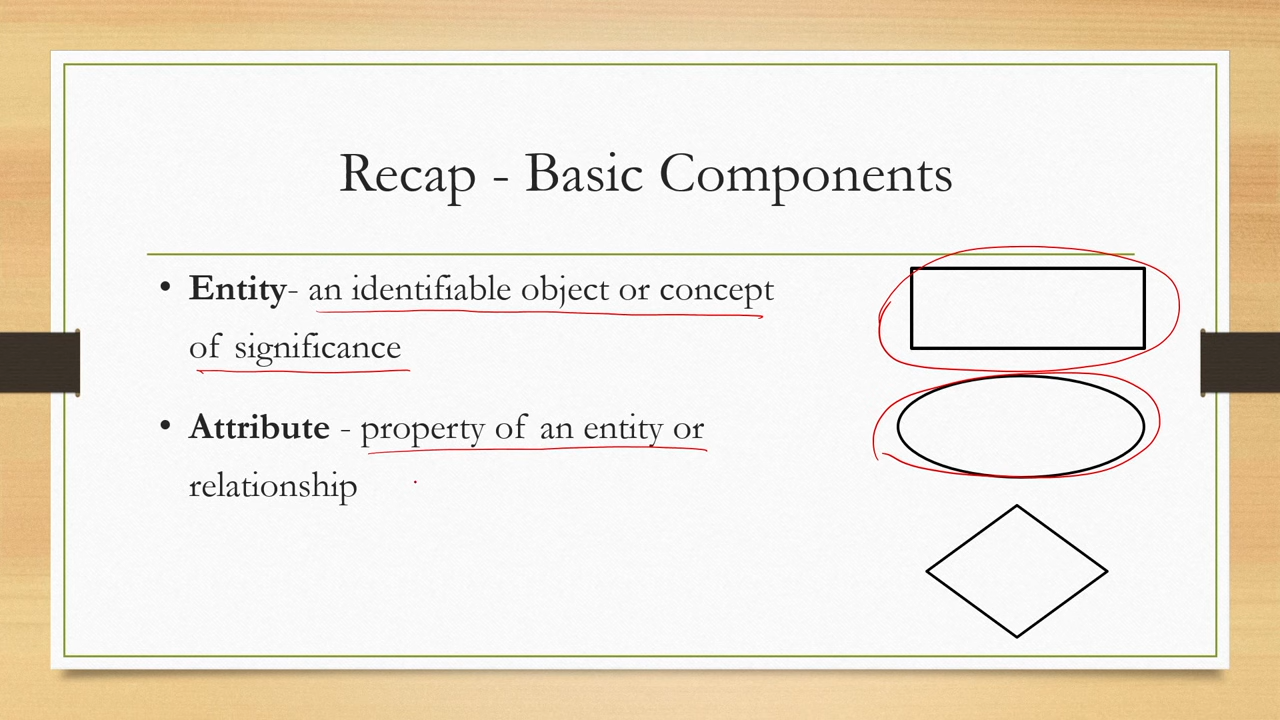 Recap - Basic Components
• Entity- an identifiable object or concept
of significance
• Attribute - property of an entity or
relationship